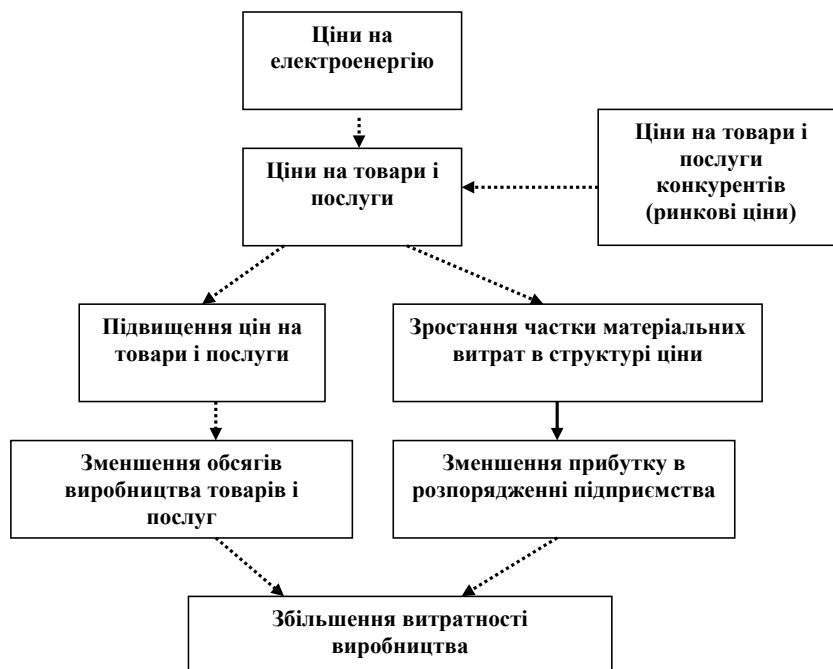 Ціни на
електроенергію
Ціни на товари і
послуги
конкурентів
(ринкові ціни)
Ціни на товари і
послуги
Підвищення цін на
товари і послуги
Зростання частки матеріальних
витрат в структурі ціни
Зменшення обсягів
виробництва товарів і
послуг
Зменшення прибутку в
розпорядженні підприємства
Збільшення витратності
виробництва